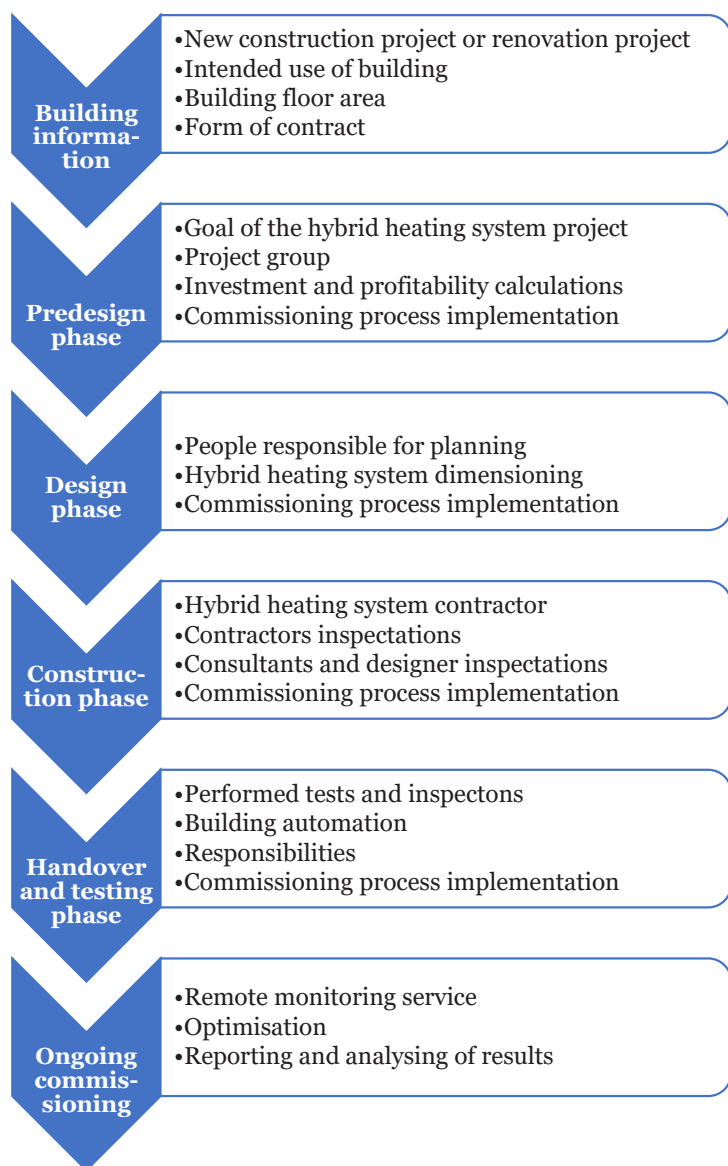 •New construction project or renovation project
•Intended use of building
•Building floor area
•Form of contract
Building
informa-
tion
•Goal of the hybrid heating system project
•Project group
•Investment and profitability calculations
•Commissioning process implementation
Predesign
phase
•People responsible for planning
•Hybrid heating system dimensioning
•Commissioning process implementation
Design
phase
•Hybrid heating system contractor
•Contractors inspectations
•Consultants and designer inspectations
•Commissioning process implementation
Construc-
tion phase
•Performed tests and inspectons
•Building automation
•Responsibilities
•Commissioning process implementation
Handover
and testing
phase
•Remote monitoring service
•Optimisation
•Reporting and analysing of results
Ongoing
commis-
sioning